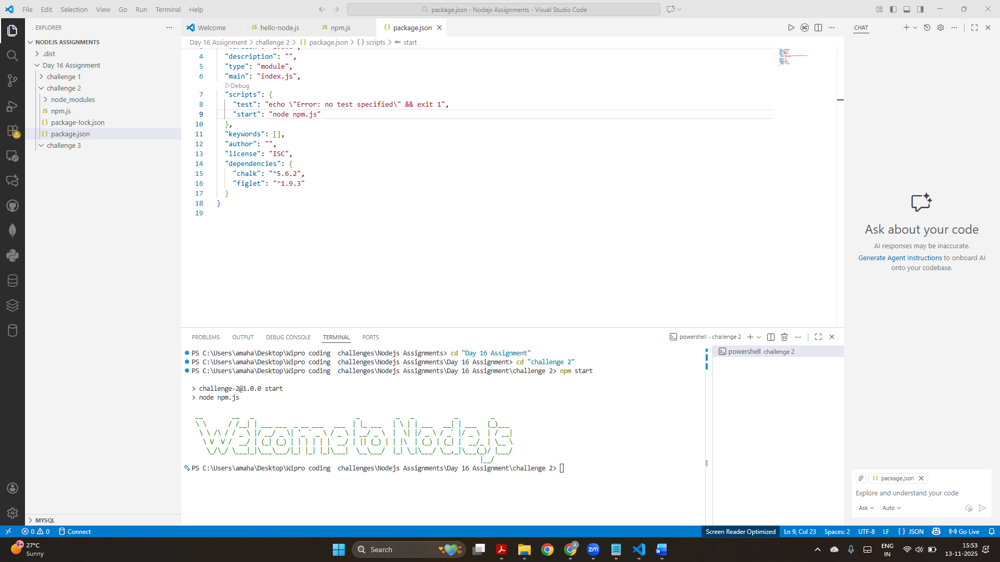 File Edit Selection View Go Run Terminal Help
package.json - Nodejs Assignments - Visual Studio Code
EXPLORER
NODEJS ASSIGNMENTS
.dist
Day 16 Assignment
challenge 1
challenge 2
node_modules
JS npm.js
{} package-lock.json
{} package.json
challenge 3
MYSQL
Welcome
JS hello-node.js
JS npm.js
{} package.json
Day 16 Assignment > challenge 2 > {} package.json > {} scripts > abc start
4 "description": "",
5 "type": "module",
6 "main": "index.js",
Debug
7 "scripts": {
8 "test": "echo \"Error: no test specified\" && exit 1",
9 "start": "node npm.js"
10 },
11 "keywords": [],
12 "author": "",
13 "license": "ISC",
14 "dependencies": {
15 "chalk": "^5.6.2",
16 "figlet": "^1.9.3"
17 }
18 }
19
PROBLEMS OUTPUT DEBUG CONSOLE TERMINAL PORTS
powershell - challenge 2
PS C:\Users\amaha\Desktop\Wipro coding  challenges\Nodejs Assignments> cd "Day 16 Assignment"
PS C:\Users\amaha\Desktop\Wipro coding  challenges\Nodejs Assignments\Day 16 Assignment> cd "challenge 2"
PS C:\Users\amaha\Desktop\Wipro coding  challenges\Nodejs Assignments\Day 16 Assignment\challenge 2> npm start
> challenge-2@1.0.0 start
> node npm.js
Welcome to Node.js
PS C:\Users\amaha\Desktop\Wipro coding  challenges\Nodejs Assignments\Day 16 Assignment\challenge 2>
powershell challenge 2
JC
CHAT
Ask about your code
AI responses may be inaccurate.
Generate Agent Instructions to onboard AI
onto your codebase.
{} package.json
Explore and understand your code
Ask
Auto
0 0 Connect
Screen Reader Optimized Ln 9, Col 23 Spaces: 2 UTF-8 LF {} JSON Go Live
9+
27°C
Sunny
Search
A
zm
ENG
IN
15:53
13-11-2025